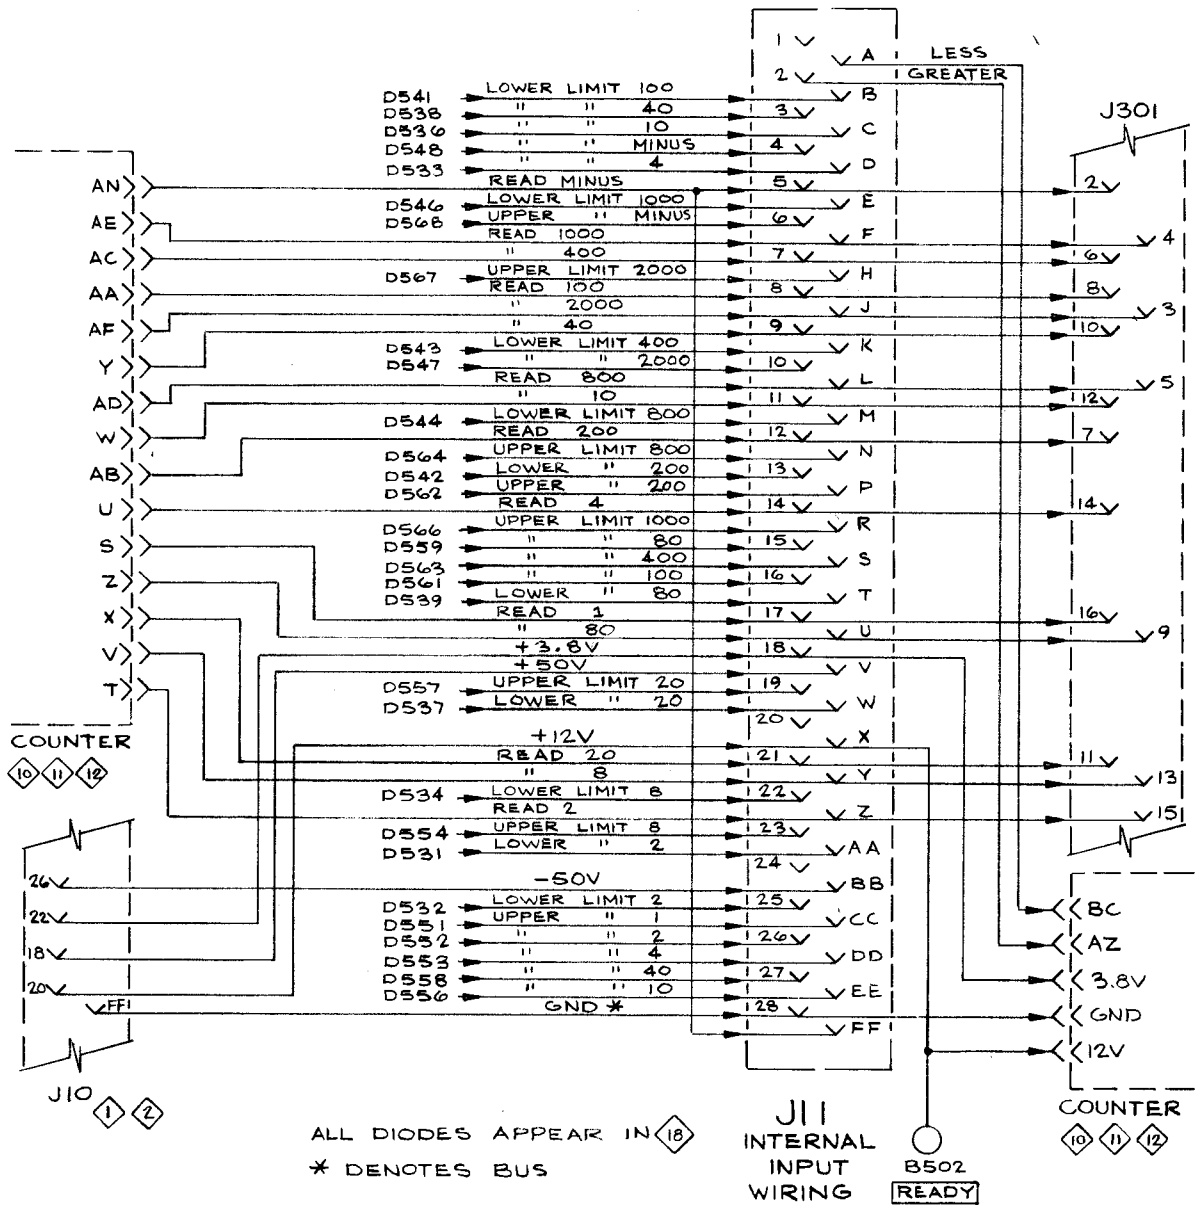 1
A LESS
2 GREATER
D541 LOWER LIMIT 100 B
D538 " " 40 3
J301
D536 " " 10 C
D548 " " MINUS 4
D533 " " 4 D
AN READ MINUS 5 2
D546 LOWER LIMIT 1000 E
D568 UPPER " MINUS 6
AE READ 1000 F 4
AC " 400 7 6
D567 UPPER LIMIT 2000 H
AA READ 100 8 8
AF " 2000 J 3
" 40 9 10
D543 LOWER LIMIT 400 K
Y D547 " " 2000 10
READ 800 L 5
AD " 10 11 12
D544 LOWER LIMIT 800 M
W READ 200 12 7
D564 UPPER LIMIT 800 N
AB D542 LOWER " 200 13
D562 UPPER " 200 P
U READ 4 14 14
D566 UPPER LIMIT 1000 R
S D559 " " 80 15
D563 " " 400 S
Z D561 " " 100 16
D539 LOWER " 80 T
X READ 1 17 16
" 80 U 9
V +3.8V 18
+50V V
T D557 UPPER LIMIT 20 19
D537 LOWER " 20 W
20
COUNTER +12V X
10 11 12 READ 20 21 11
" 8 Y 13
D534 LOWER LIMIT 8 22
READ 2 Z 15
D554 UPPER LIMIT 8 23
D531 LOWER " 2 AA
24
26 -50V BB
D532 LOWER LIMIT 2 25
22 D551 UPPER " 1 CC BC
D552 " " 2 26
18 D553 " " 4 DD AZ
D558 " " 40 27
20 D556 " " 10 EE 3.8V
FF GND * 28 GND
FF
12V
J10
1 2
COUNTER
10 11 12
ALL DIODES APPEAR IN 18
* DENOTES BUS
J11
INTERNAL
INPUT
WIRING
B502
READY